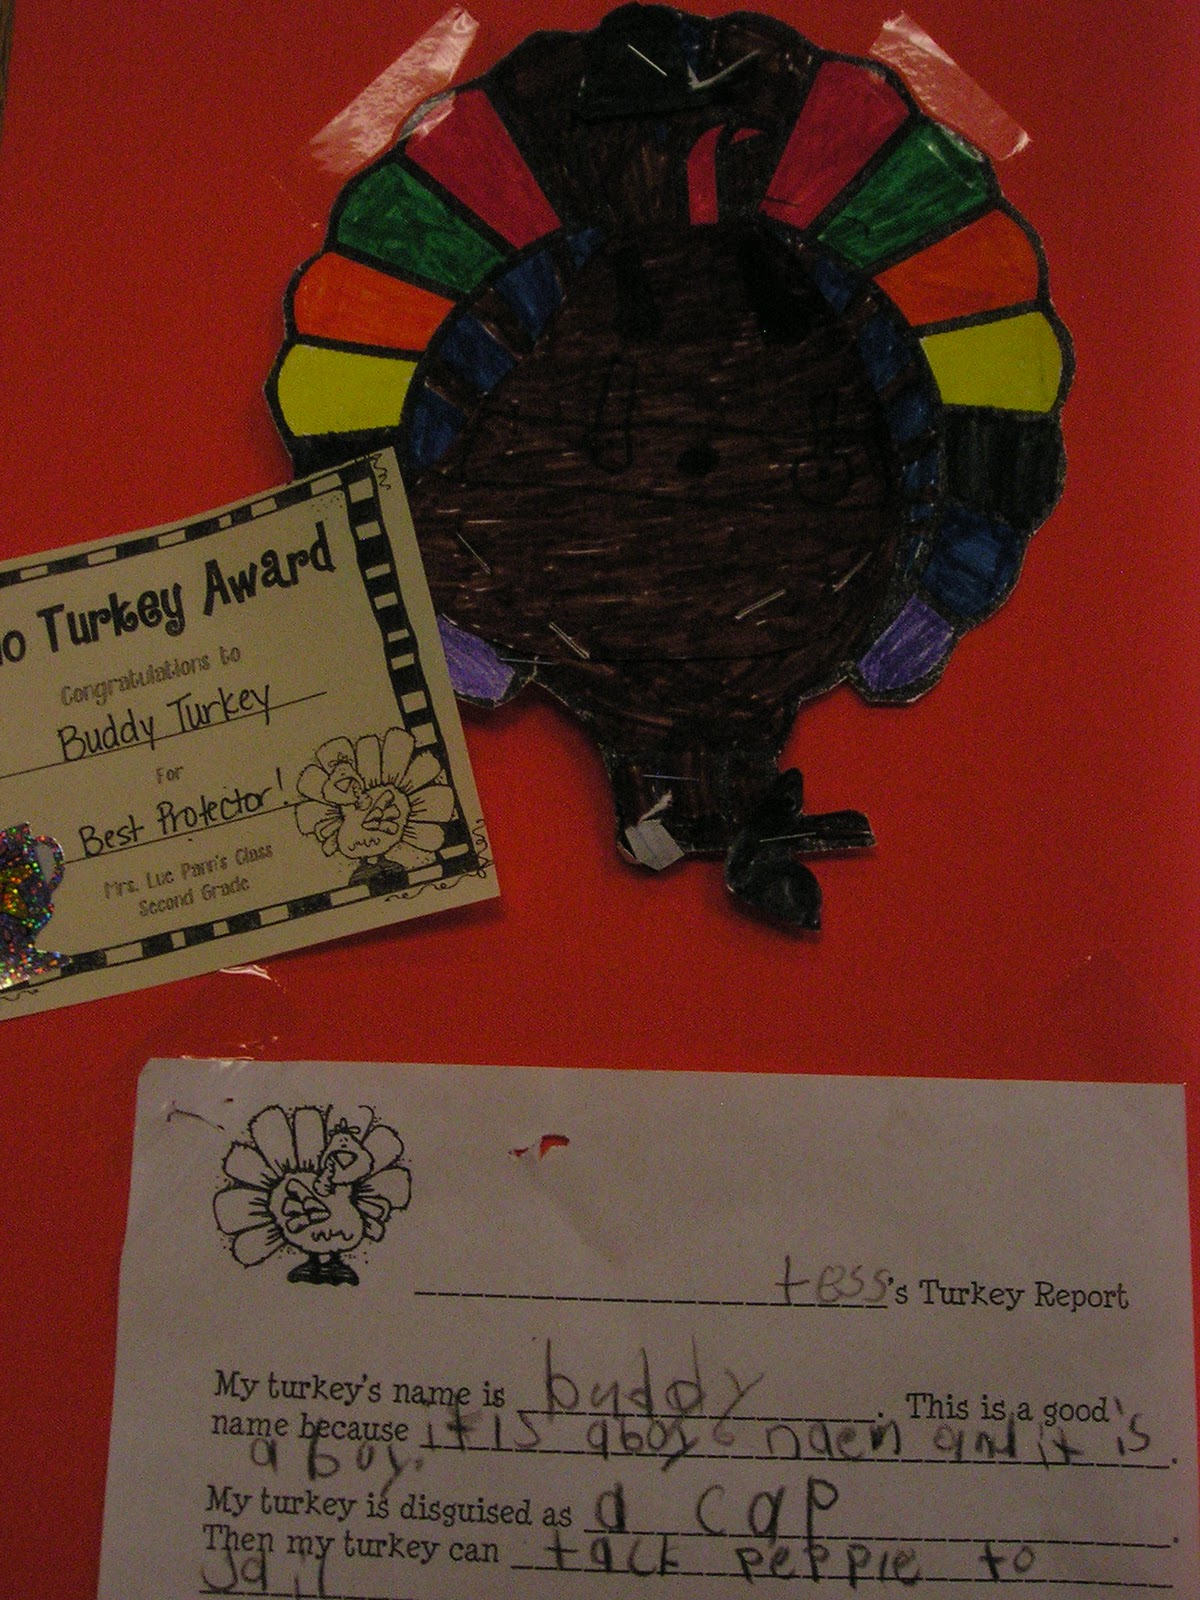 Turkey Award
Congratulations to
Buddy Turkey
For
Best Protector!
Mrs. Luc Pann's Class
Second Grade
tess's Turkey Report
My turkey's name is buddy. This is a good
name because it is a boy's naem and it is
a boy.
My turkey is disguised as a cap.
Then my turkey can tack peppie to
Jail